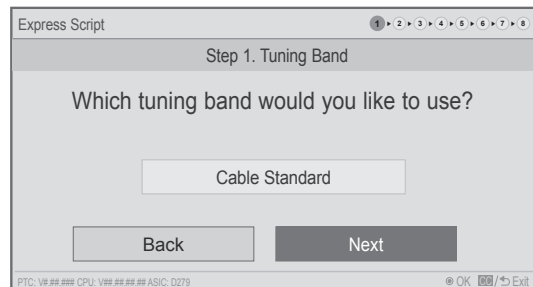 Express Script 1 2 3 4 5 6 7 8
Step 1. Tuning Band
Which tuning band would you like to use?
Cable Standard
Back Next
PTC: V#.##.### CPU: V##.##.##.## ASIC: D279 OK CC / Exit